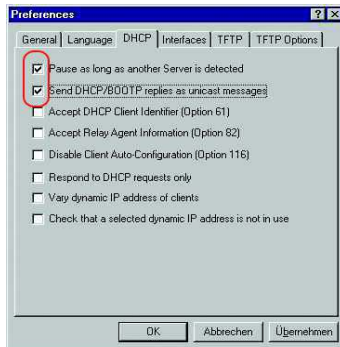 Preferences
General Language DHCP Interfaces TFTP TFTP Options
Pause as long as another Server is detected
Send DHCP/BOOTP replies as unicast messages
Accept DHCP Client Identifier (Option 61)
Accept Relay Agent Information (Option 82)
Disable Client Auto-Configuration (Option 116)
Respond to DHCP requests only
Vary dynamic IP address of clients
Check that a selected dynamic IP address is not in use
OK Abbrechen Übernehmen